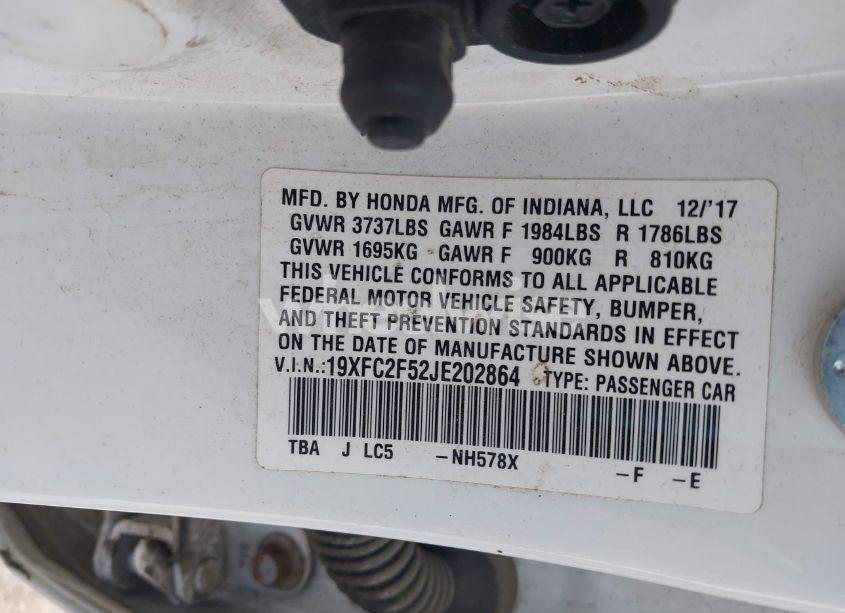 MFD. BY HONDA MFG. OF INDIANA, LLC 12/'17
GVWR 3737LBS GAWR F 1984LBS R 1786LBS
GVWR 1695KG GAWR F 900KG R 810KG
THIS VEHICLE CONFORMS TO ALL APPLICABLE
FEDERAL MOTOR VEHICLE SAFETY, BUMPER,
AND THEFT PREVENTION STANDARDS IN EFFECT
ON THE DATE OF MANUFACTURE SHOWN ABOVE.
V.I.N.:19XFC2F52JE202864 TYPE: PASSENGER CAR
TBA J LC5 -NH578X -F -E